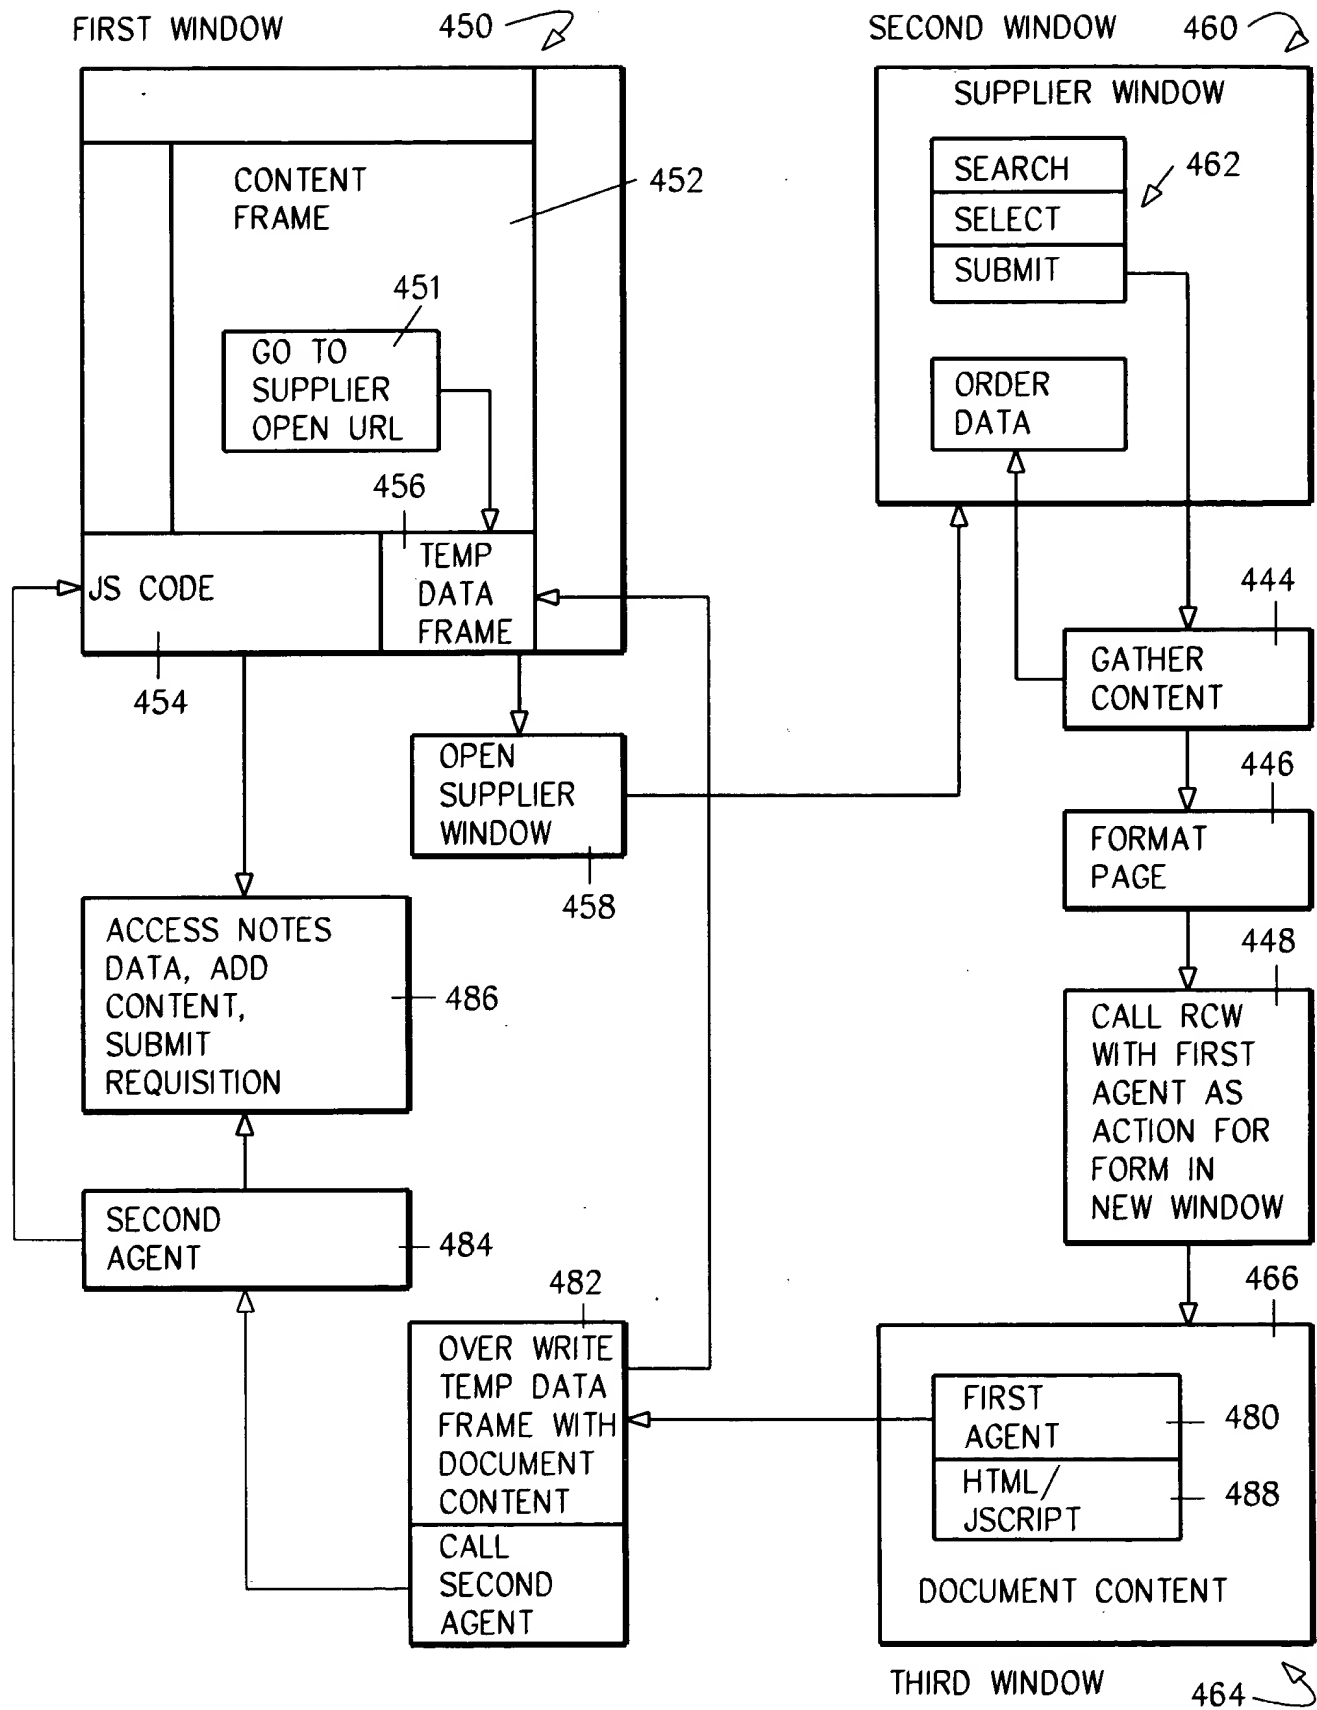 FIRST WINDOW
450
CONTENT
FRAME
452
451
GO TO
SUPPLIER
OPEN URL
456
JS CODE
TEMP
DATA
FRAME
454
OPEN
SUPPLIER
WINDOW
458
ACCESS NOTES
DATA, ADD
CONTENT,
SUBMIT
REQUISITION
486
SECOND
AGENT
484
482
OVER WRITE
TEMP DATA
FRAME WITH
DOCUMENT
CONTENT
CALL
SECOND
AGENT
SECOND WINDOW
460
SUPPLIER WINDOW
SEARCH
SELECT
SUBMIT
462
ORDER
DATA
444
GATHER
CONTENT
446
FORMAT
PAGE
448
CALL RCW
WITH FIRST
AGENT AS
ACTION FOR
FORM IN
NEW WINDOW
466
FIRST
AGENT
480
HTML/
JSCRIPT
488
DOCUMENT CONTENT
THIRD WINDOW
464